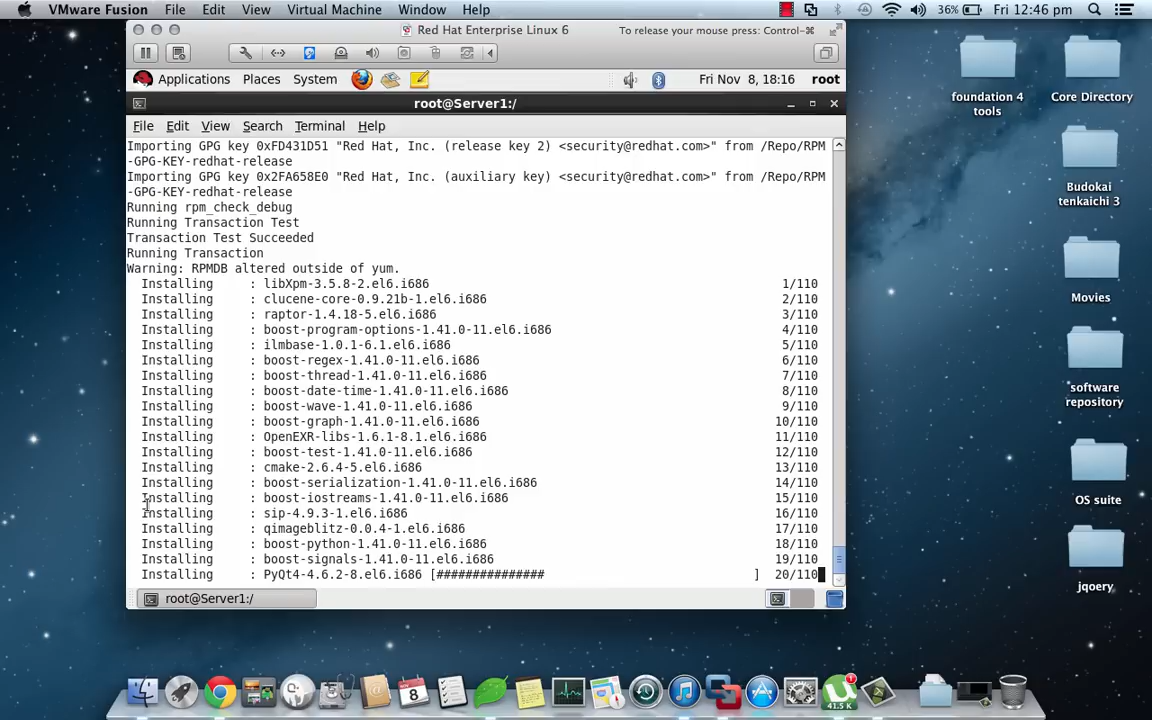 VMware Fusion File Edit View Virtual Machine Window Help 36% Fri 12:46 pm
Red Hat Enterprise Linux 6 To release your mouse press: Control-⌘
Applications Places System Fri Nov 8, 18:16 root
root@Server1:/
File Edit View Search Terminal Help
Importing GPG key 0xFD431D51 "Red Hat, Inc. (release key 2) <security@redhat.com>" from /Repo/RPM
-GPG-KEY-redhat-release
Importing GPG key 0x2FA658E0 "Red Hat, Inc. (auxiliary key) <security@redhat.com>" from /Repo/RPM
-GPG-KEY-redhat-release
Running rpm_check_debug
Running Transaction Test
Transaction Test Succeeded
Running Transaction
Warning: RPMDB altered outside of yum.
Installing : libXpm-3.5.8-2.el6.i686 1/110
Installing : clucene-core-0.9.21b-1.el6.i686 2/110
Installing : raptor-1.4.18-5.el6.i686 3/110
Installing : boost-program-options-1.41.0-11.el6.i686 4/110
Installing : ilmbase-1.0.1-6.1.el6.i686 5/110
Installing : boost-regex-1.41.0-11.el6.i686 6/110
Installing : boost-thread-1.41.0-11.el6.i686 7/110
Installing : boost-date-time-1.41.0-11.el6.i686 8/110
Installing : boost-wave-1.41.0-11.el6.i686 9/110
Installing : boost-graph-1.41.0-11.el6.i686 10/110
Installing : OpenEXR-libs-1.6.1-8.1.el6.i686 11/110
Installing : boost-test-1.41.0-11.el6.i686 12/110
Installing : cmake-2.6.4-5.el6.i686 13/110
Installing : boost-serialization-1.41.0-11.el6.i686 14/110
Installing : boost-iostreams-1.41.0-11.el6.i686 15/110
Installing : sip-4.9.3-1.el6.i686 16/110
Installing : qimageblitz-0.0.4-1.el6.i686 17/110
Installing : boost-python-1.41.0-11.el6.i686 18/110
Installing : boost-signals-1.41.0-11.el6.i686 19/110
Installing : PyQt4-4.6.2-8.el6.i686 [############### ] 20/110
root@Server1:/
foundation 4
tools
Core Directory
Budokai
tenkaichi 3
Movies
software
repository
OS suite
jqoery
NOV
8
41.5 K